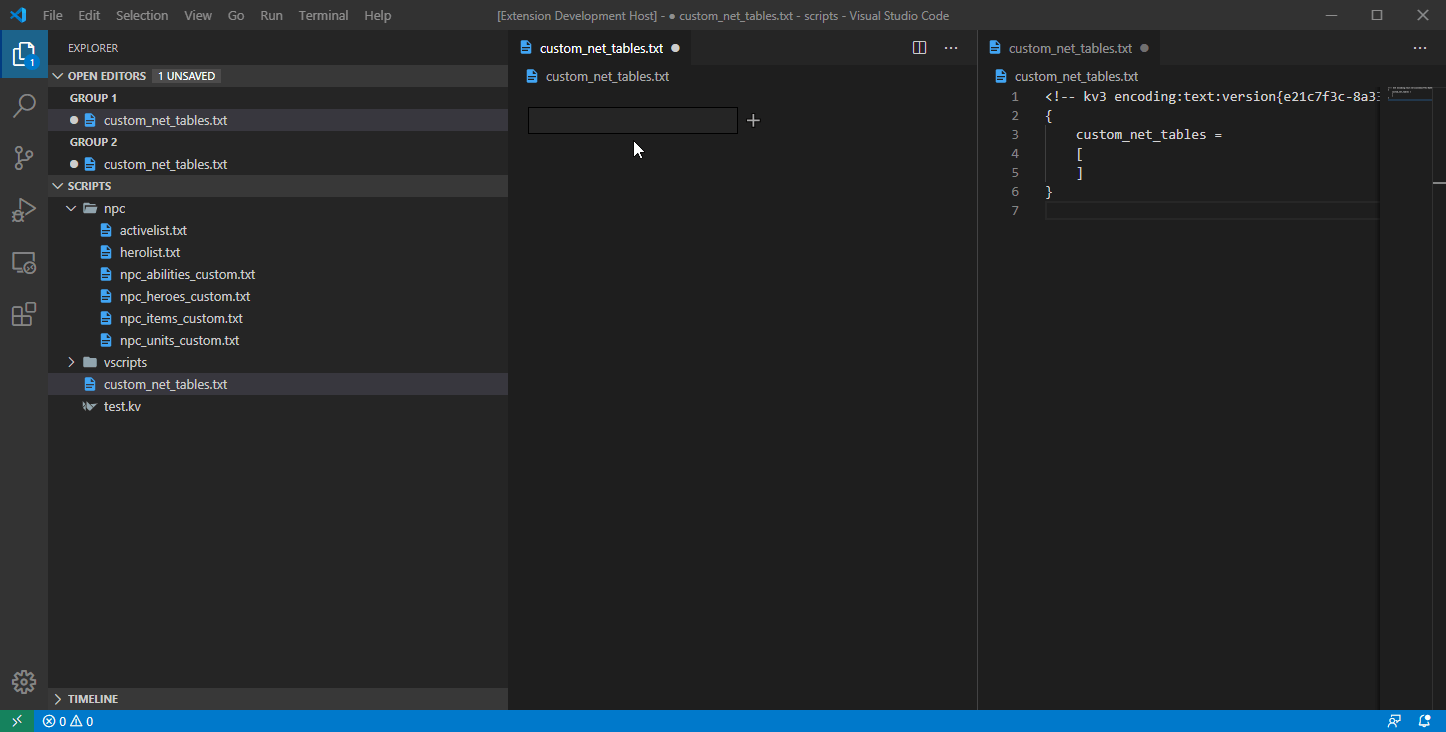 File Edit Selection View Go Run Terminal Help [Extension Development Host] - ● custom_net_tables.txt - scripts - Visual Studio Code
EXPLORER
OPEN EDITORS 1 UNSAVED
GROUP 1
custom_net_tables.txt
GROUP 2
custom_net_tables.txt
SCRIPTS
npc
activelist.txt
herolist.txt
npc_abilities_custom.txt
npc_heroes_custom.txt
npc_items_custom.txt
npc_units_custom.txt
vscripts
custom_net_tables.txt
test.kv
TIMELINE
1
custom_net_tables.txt ●
custom_net_tables.txt
custom_net_tables.txt ●
custom_net_tables.txt
1 <!-- kv3 encoding:text:version{e21c7f3c-8a33
2 {
3 custom_net_tables =
4 [
5 ]
6 }
7
0 0